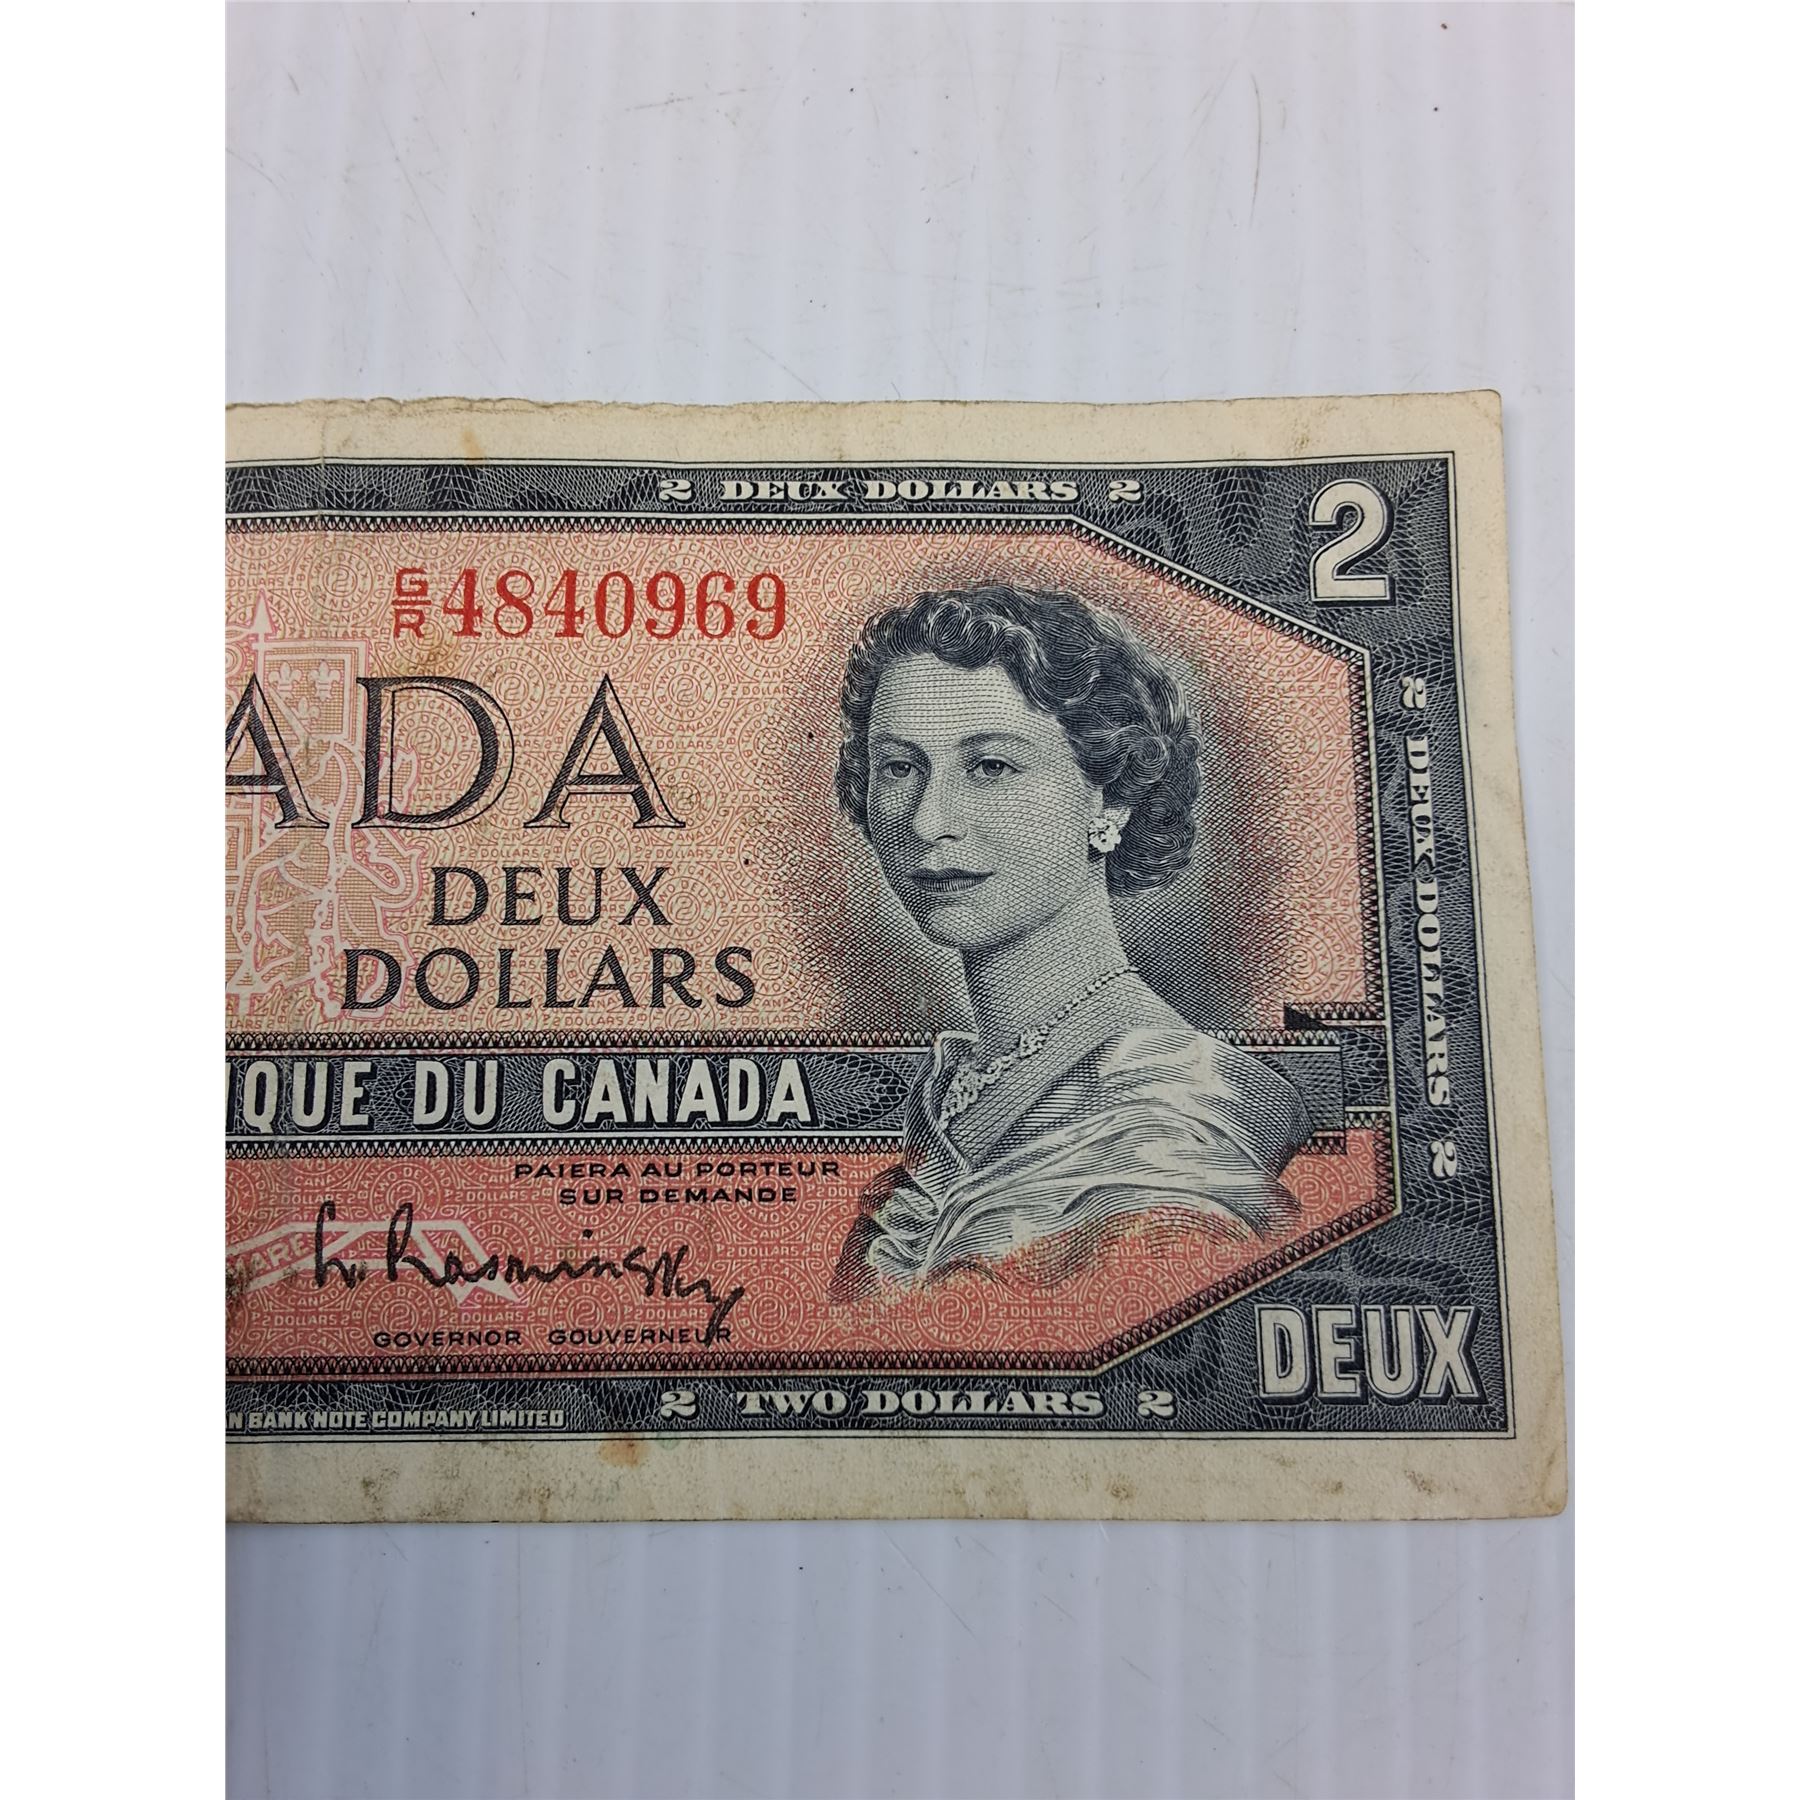 2 DEUX DOLLARS 2
2
G/R 4840969
ADA
DEUX
DOLLARS
2 DEUX DOLLARS 2
QUE DU CANADA
PAIERA AU PORTEUR
SUR DEMANDE
L. Rasminsky
GOVERNOR GOUVERNEUR
DEUX
2 TWO DOLLARS 2
N BANK NOTE COMPANY LIMITED